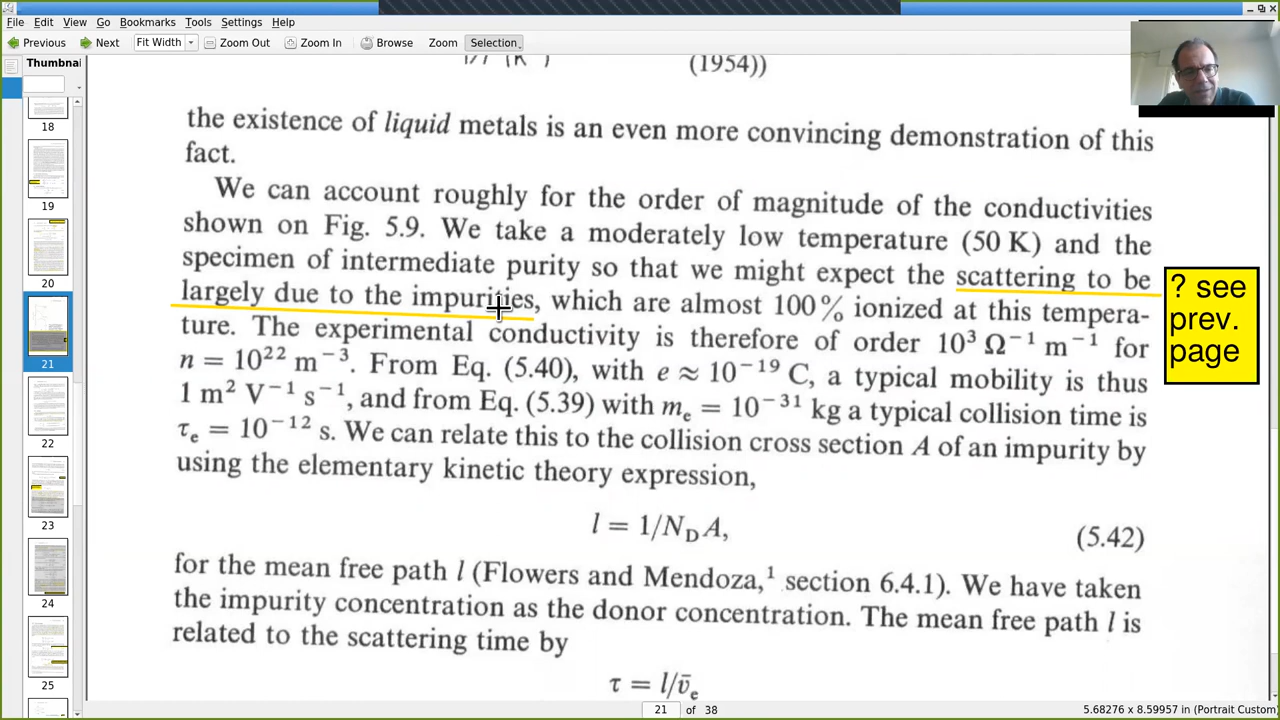 File Edit View Go Bookmarks Tools Settings Help
Previous Next Fit Width Zoom Out Zoom In Browse Zoom Selection
Thumbnai
(1954))
the existence of liquid metals is an even more convincing demonstration of this
fact.
We can account roughly for the order of magnitude of the conductivities
shown on Fig. 5.9. We take a moderately low temperature (50 K) and the
specimen of intermediate purity so that we might expect the scattering to be
largely due to the impurities, which are almost 100% ionized at this tempera-
ture. The experimental conductivity is therefore of order 10³ Ω⁻¹ m⁻¹ for
n = 10²² m⁻³. From Eq. (5.40), with e ≈ 10⁻¹⁹ C, a typical mobility is thus
1 m² V⁻¹ s⁻¹, and from Eq. (5.39) with mₑ = 10⁻³¹ kg a typical collision time is
τₑ = 10⁻¹² s. We can relate this to the collision cross section A of an impurity by
using the elementary kinetic theory expression,
l = 1/N_D A, (5.42)
for the mean free path l (Flowers and Mendoza,¹ section 6.4.1). We have taken
the impurity concentration as the donor concentration. The mean free path l is
related to the scattering time by
τ = l/v̄ₑ
? see
prev.
page
18
19
20
21
22
23
24
25
21 of 38
5.68276 x 8.59957 in (Portrait Custom)